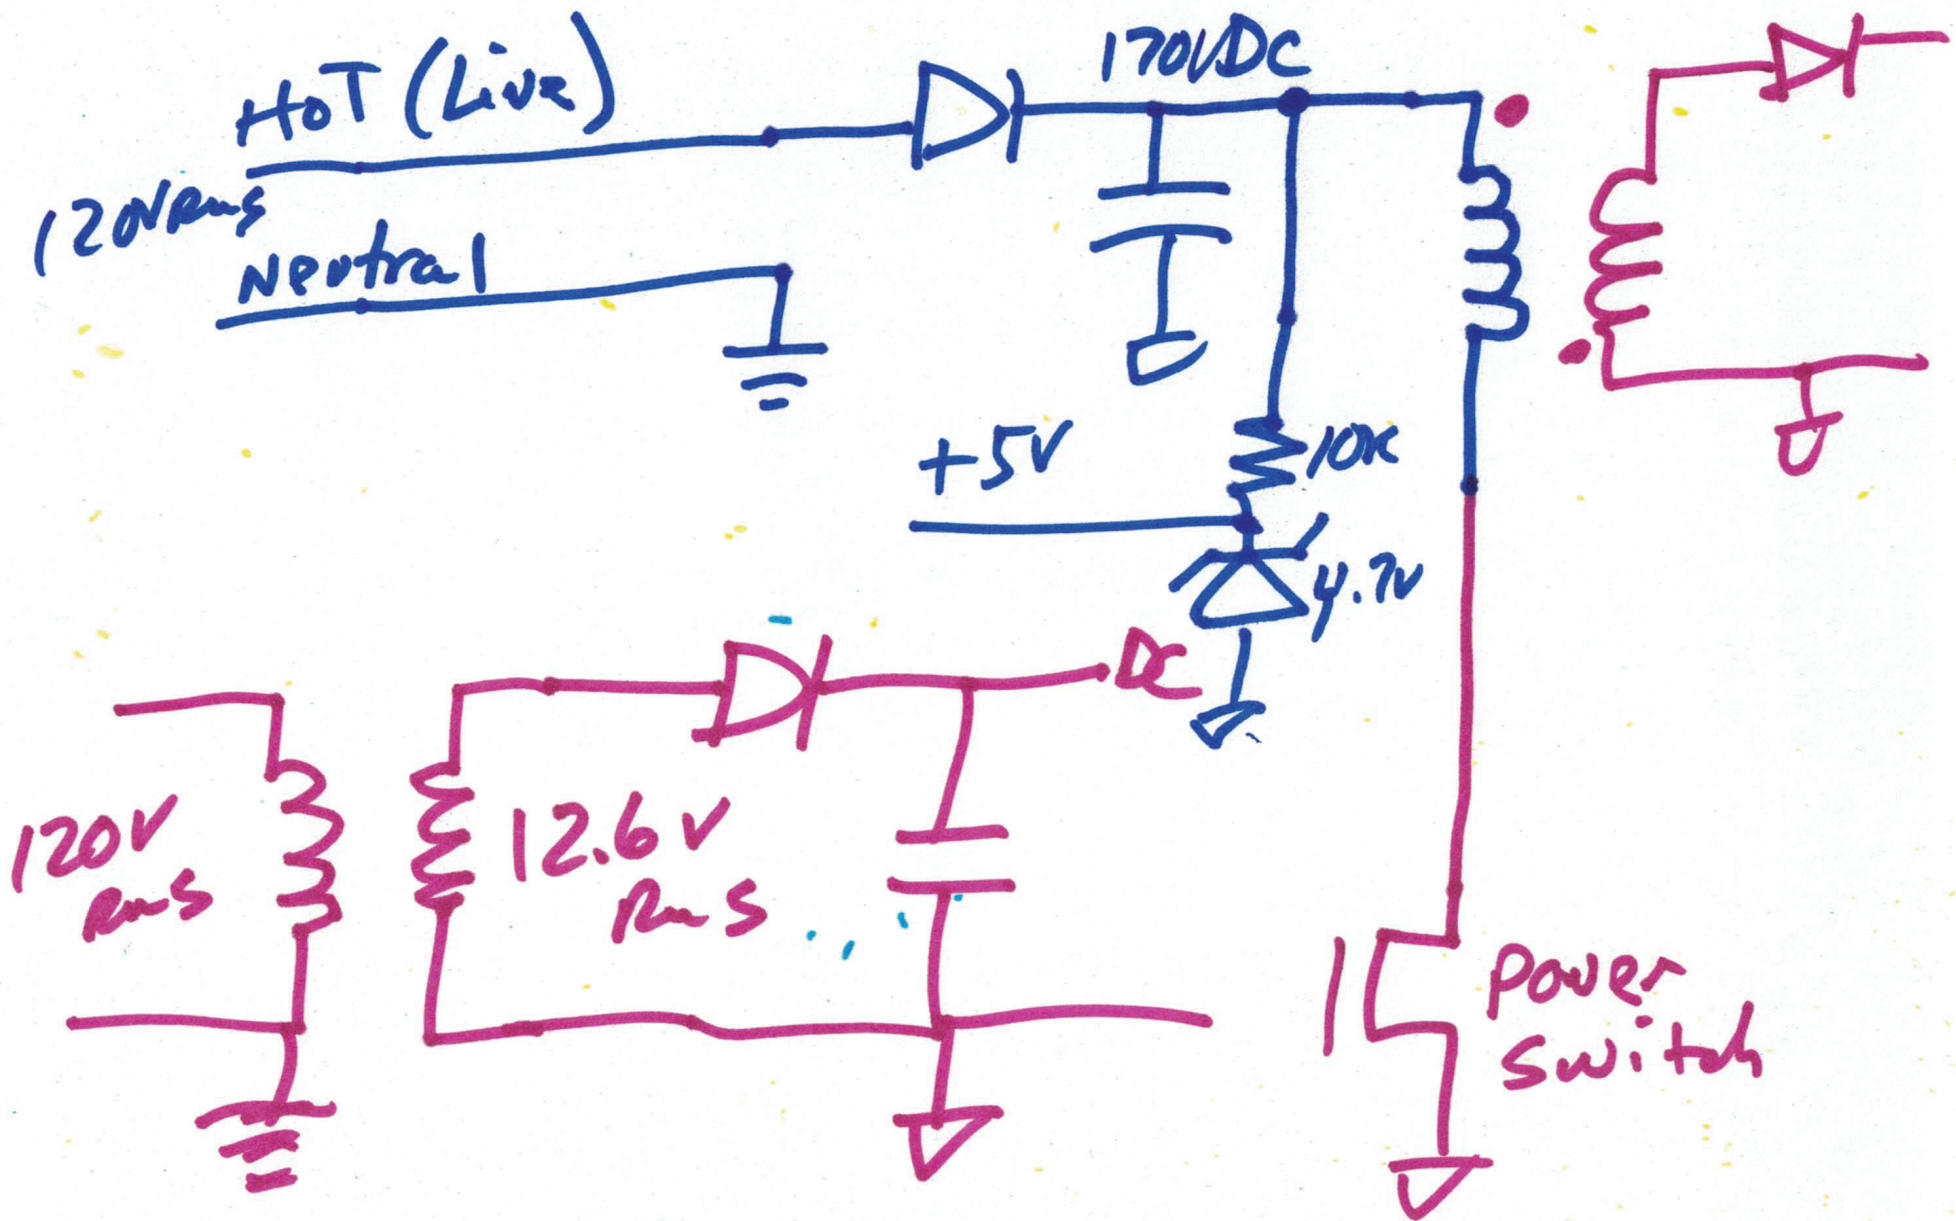 HOT (Live)
170VDC
120VRms
Neutral
+5V
10K
4.7V
DC
120V
Rms
12.6V
Rms
Power
Switch